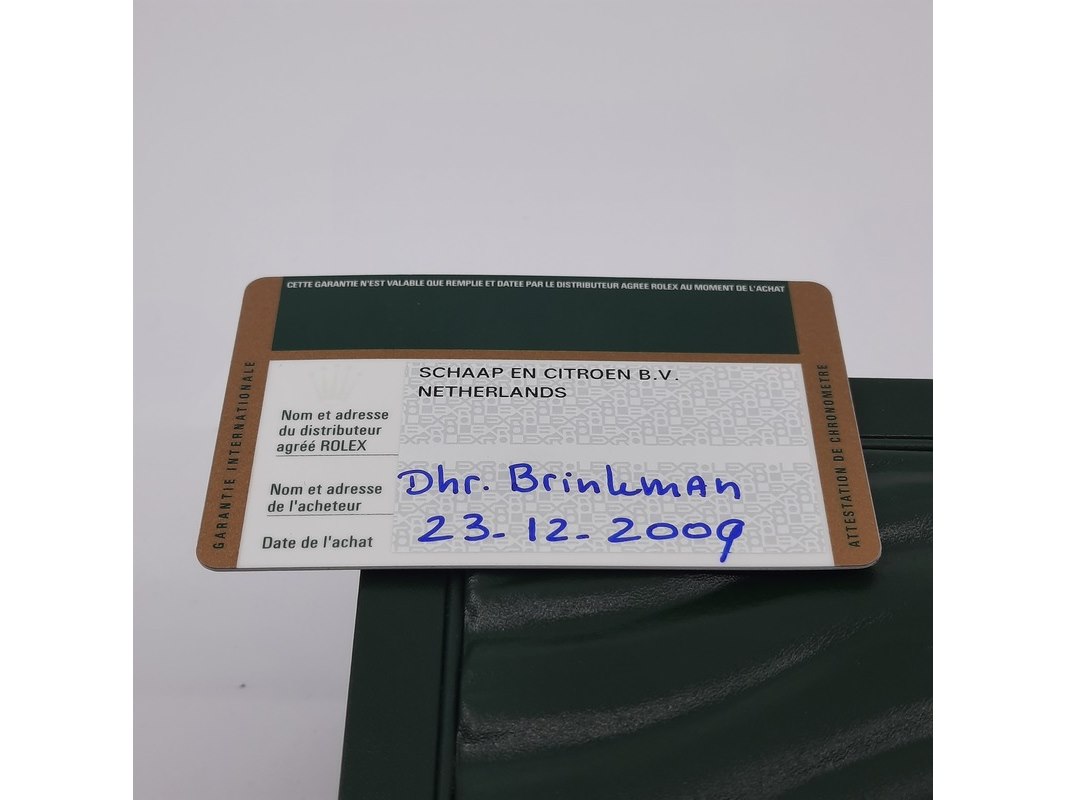 CETTE GARANTIE N'EST VALABLE QUE REMPLIE ET DATEE PAR LE DISTRIBUTEUR AGREE ROLEX AU MOMENT DE L'ACHAT
GARANTIE INTERNATIONALE
SCHAAP EN CITROEN B.V.
NETHERLANDS
Nom et adresse
du distributeur
agréé ROLEX
Nom et adresse
de l'acheteur
Dhr. Brinkman
Date de l'achat
23-12-2009
ATTESTATION DE CHRONOMETRE